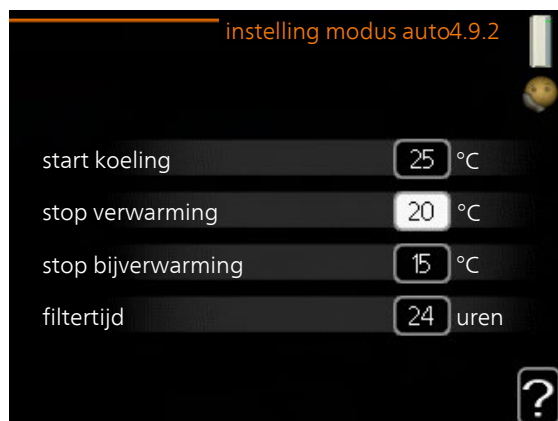 instelling modus auto4.9.2
start koeling 25 °C
stop verwarming 20 °C
stop bijverwarming 15 °C
filtertijd 24 uren
?